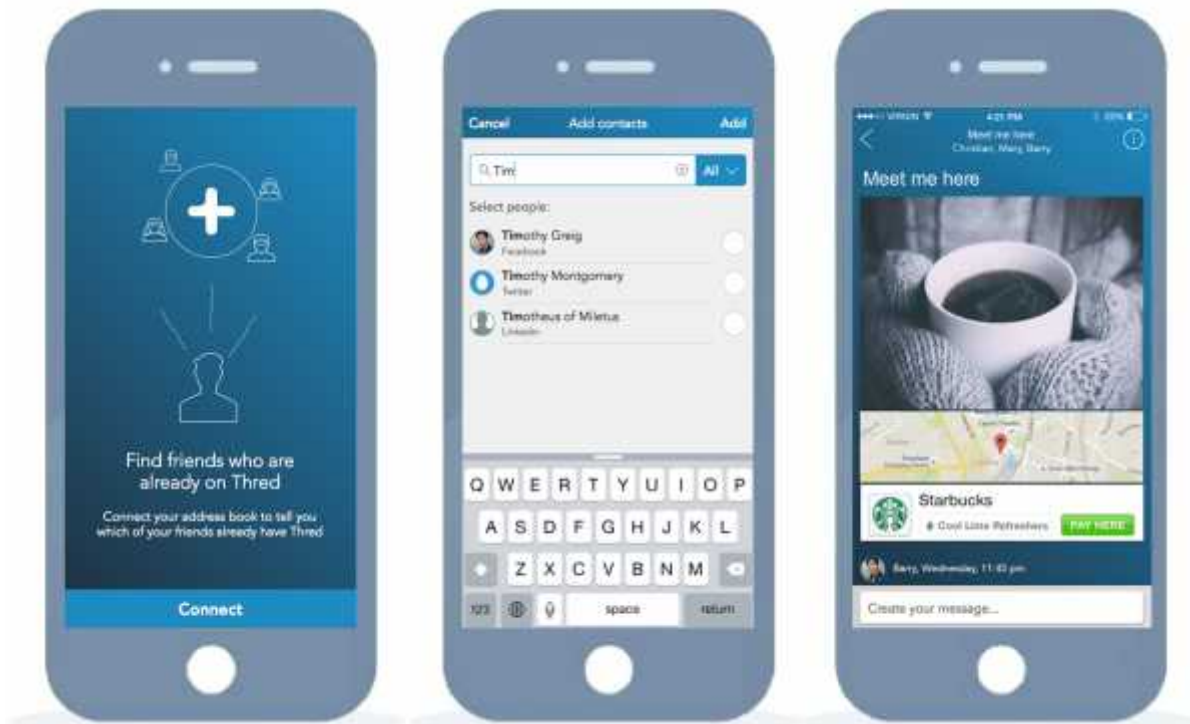 Find friends who are
already on Thred
Connect your address book to tell you
which of your friends already have Thred
Connect
Cancel Add contacts Add
Tim All
Select people:
Timothy Greig
Facebook
Timothy Montgomery
Twitter
Timotheus of Miletus
LinkedIn
Q W E R T Y U I O P
A S D F G H J K L
Z X C V B N M
123 space return
4:21 PM
Meet me here
Christian, Mary, Barry
Meet me here
Starbucks
Cool Lime Refreshers PAY HERE
Barry, Wednesday, 11:43 pm
Create your message...